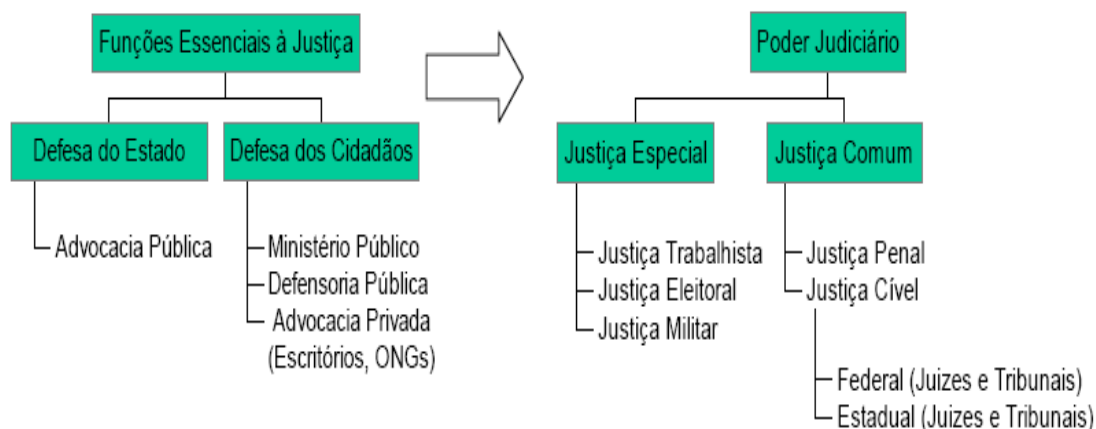 Funções Essenciais à Justiça
Defesa do Estado
Defesa dos Cidadãos
Advocacia Pública
Ministério Público
Defensoria Pública
Advocacia Privada
(Escritórios, ONGs)
Poder Judiciário
Justiça Especial
Justiça Comum
Justiça Trabalhista
Justiça Eleitoral
Justiça Militar
Justiça Penal
Justiça Cível
Federal (Juizes e Tribunais)
Estadual (Juizes e Tribunais)